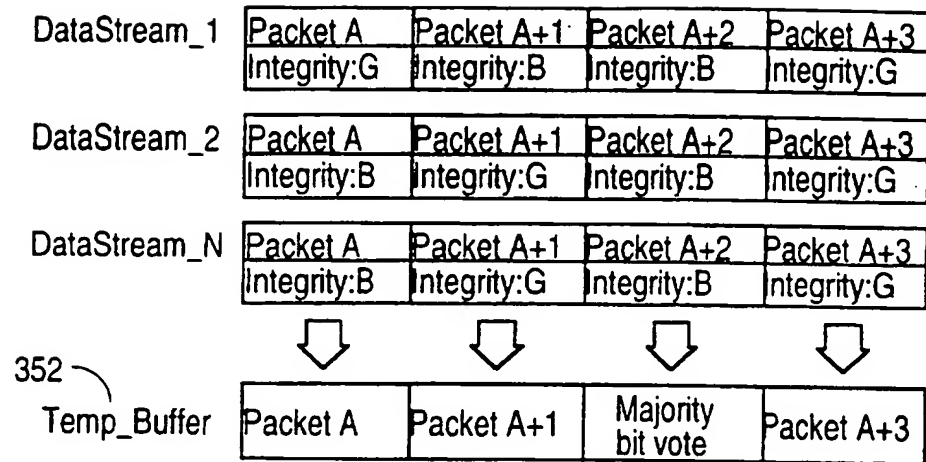 DataStream_1 Packet A Packet A+1 Packet A+2 Packet A+3
Integrity:G Integrity:B Integrity:B Integrity:G
DataStream_2 Packet A Packet A+1 Packet A+2 Packet A+3
Integrity:B Integrity:G Integrity:B Integrity:G
DataStream_N Packet A Packet A+1 Packet A+2 Packet A+3
Integrity:B Integrity:G Integrity:B Integrity:G
352
Temp_Buffer Packet A Packet A+1 Majority bit vote Packet A+3